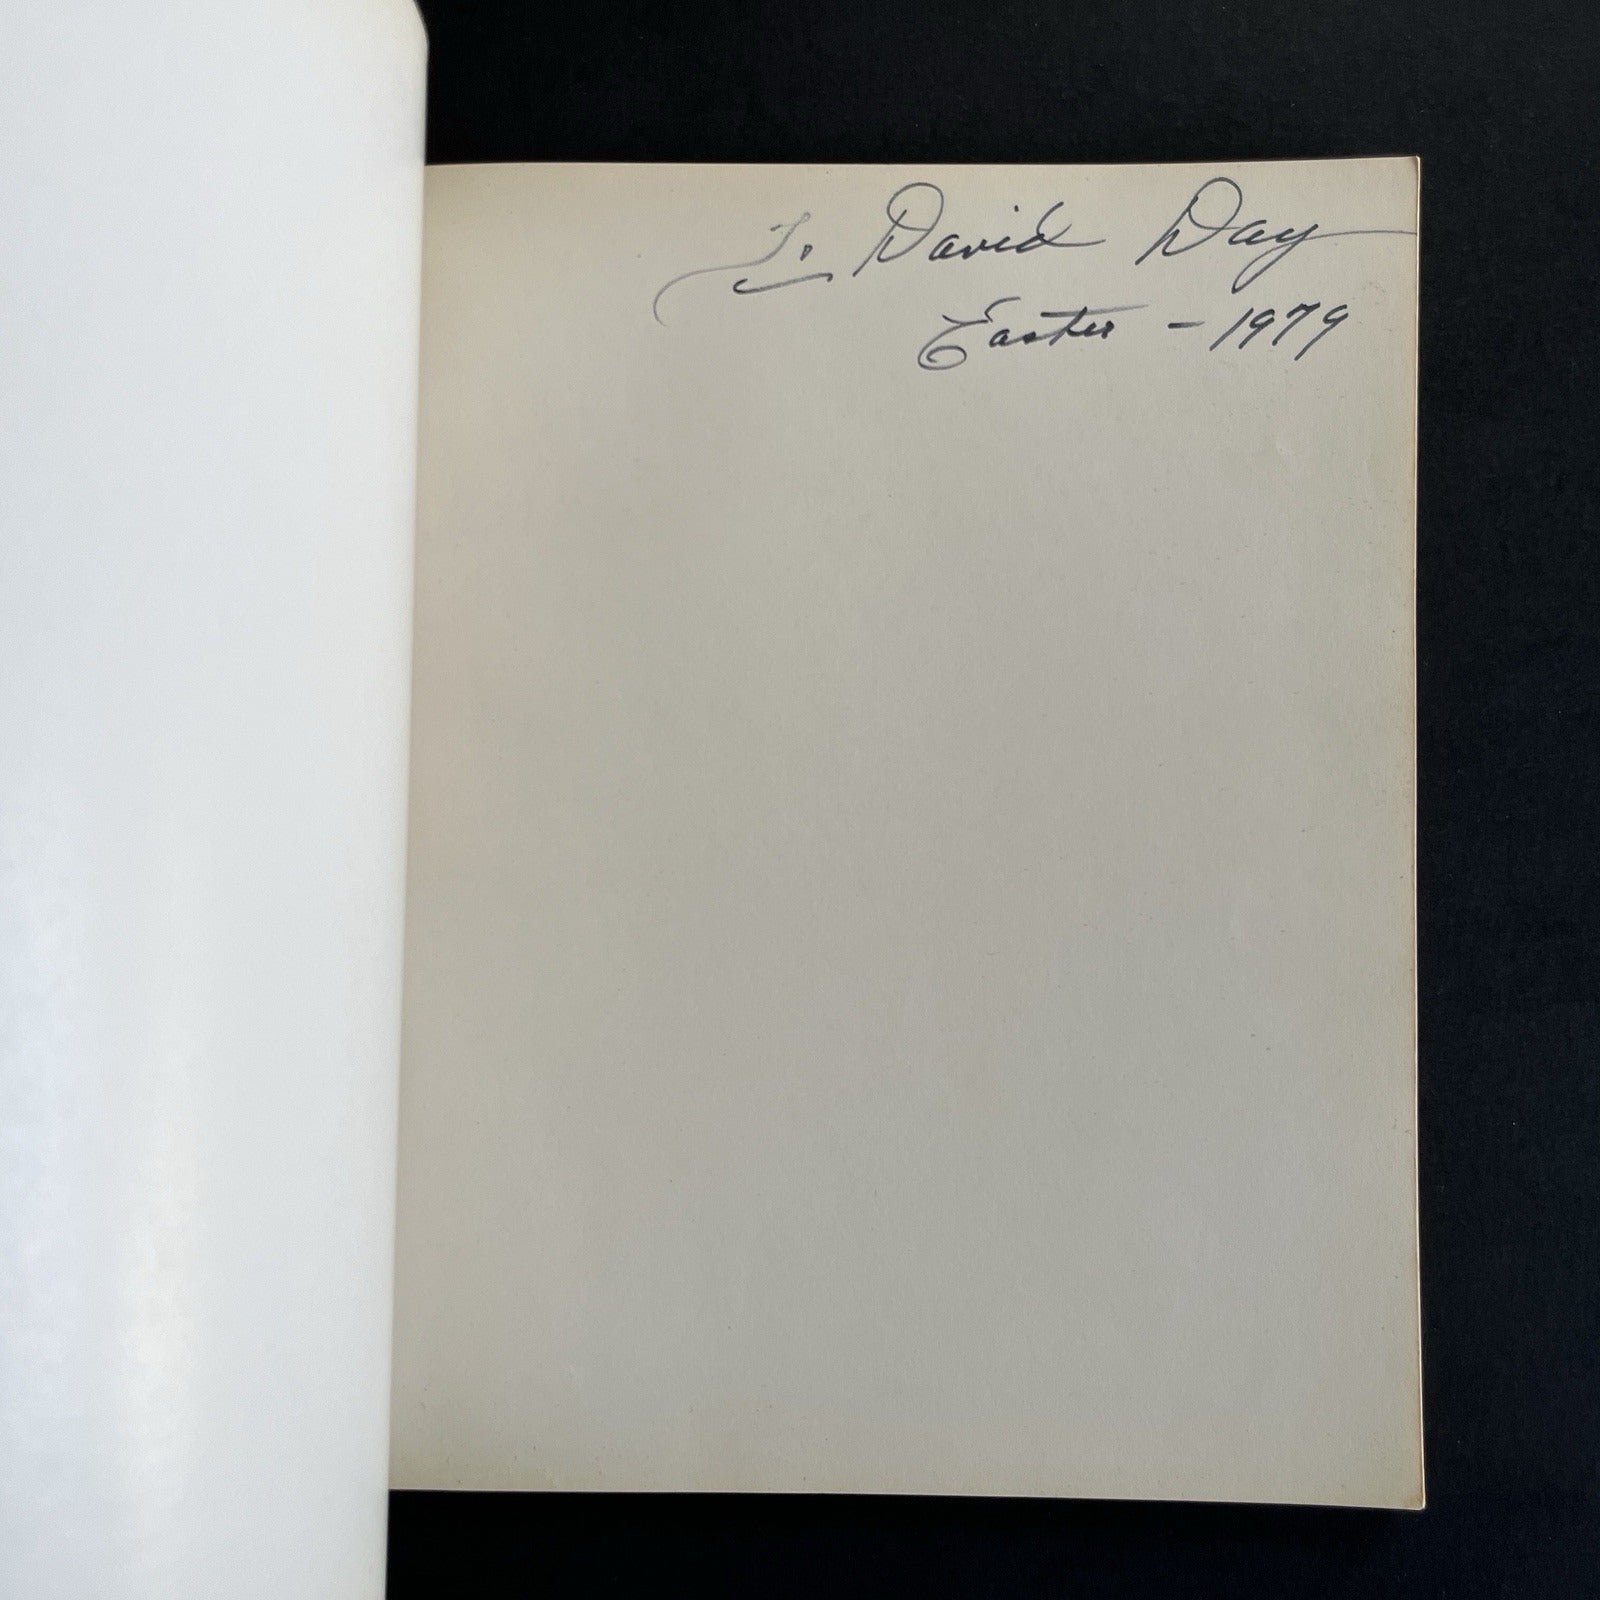 To David Day
Easter - 1979